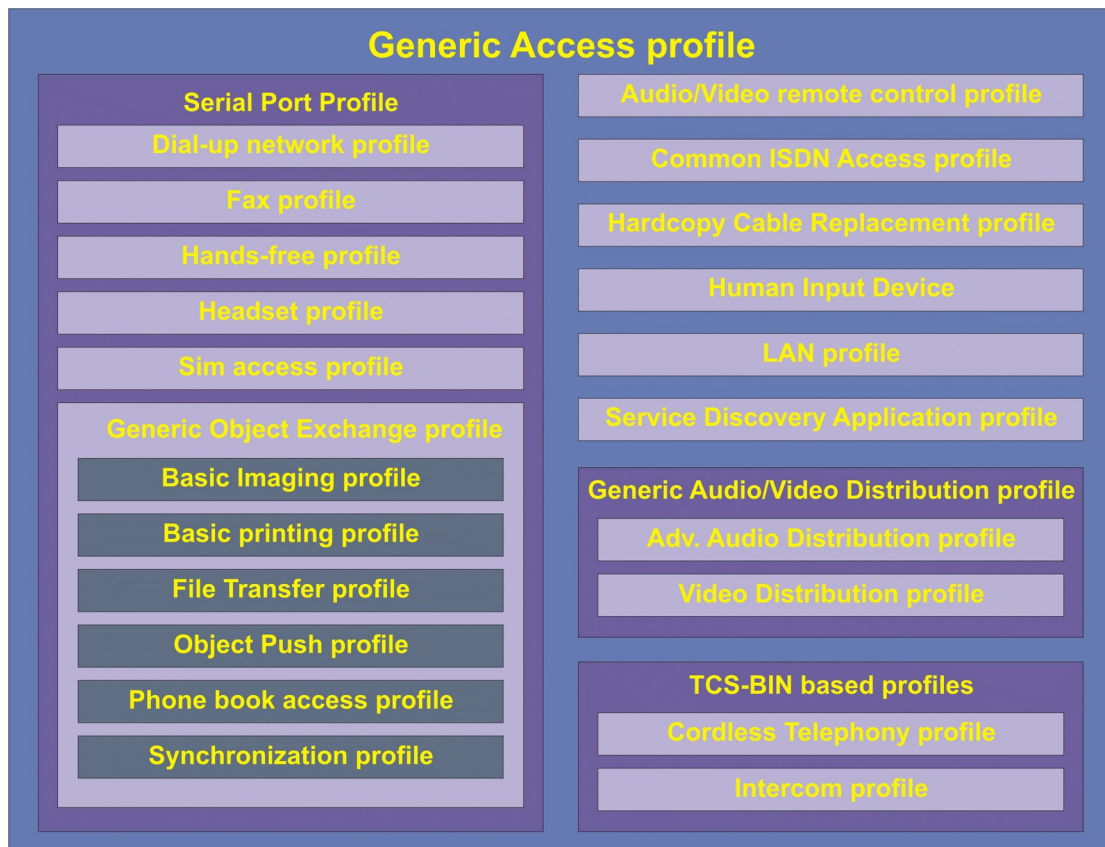 Generic Access profile
Serial Port Profile
Dial-up network profile
Fax profile
Hands-free profile
Headset profile
Sim access profile
Generic Object Exchange profile
Basic Imaging profile
Basic printing profile
File Transfer profile
Object Push profile
Phone book access profile
Synchronization profile
Audio/Video remote control profile
Common ISDN Access profile
Hardcopy Cable Replacement profile
Human Input Device
LAN profile
Service Discovery Application profile
Generic Audio/Video Distribution profile
Adv. Audio Distribution profile
Video Distribution profile
TCS-BIN based profiles
Cordless Telephony profile
Intercom profile